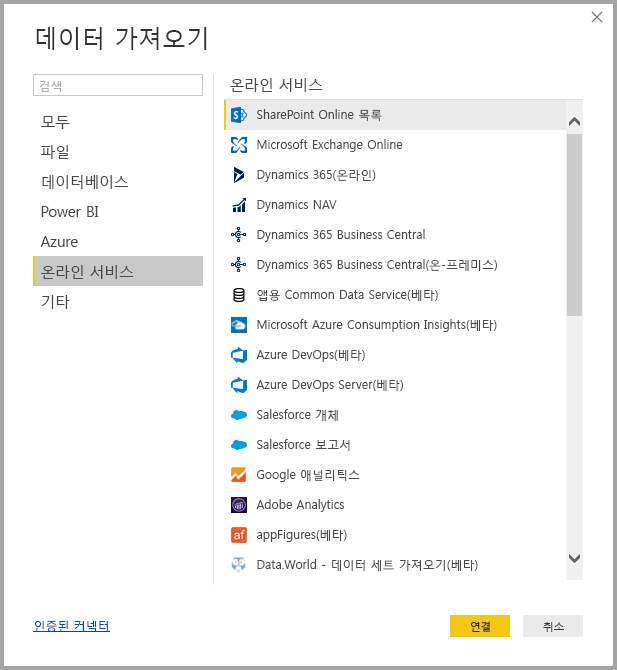 데이터 가져오기
검색
모두
파일
데이터베이스
Power BI
Azure
온라인 서비스
기타
온라인 서비스
SharePoint Online 목록
Microsoft Exchange Online
Dynamics 365(온라인)
Dynamics NAV
Dynamics 365 Business Central
Dynamics 365 Business Central(온-프레미스)
앱용 Common Data Service(베타)
Microsoft Azure Consumption Insights(베타)
Azure DevOps(베타)
Azure DevOps Server(베타)
Salesforce 개체
Salesforce 보고서
Google 애널리틱스
Adobe Analytics
appFigures(베타)
Data.World - 데이터 세트 가져오기(베타)
인증된 커넥터
연결
취소